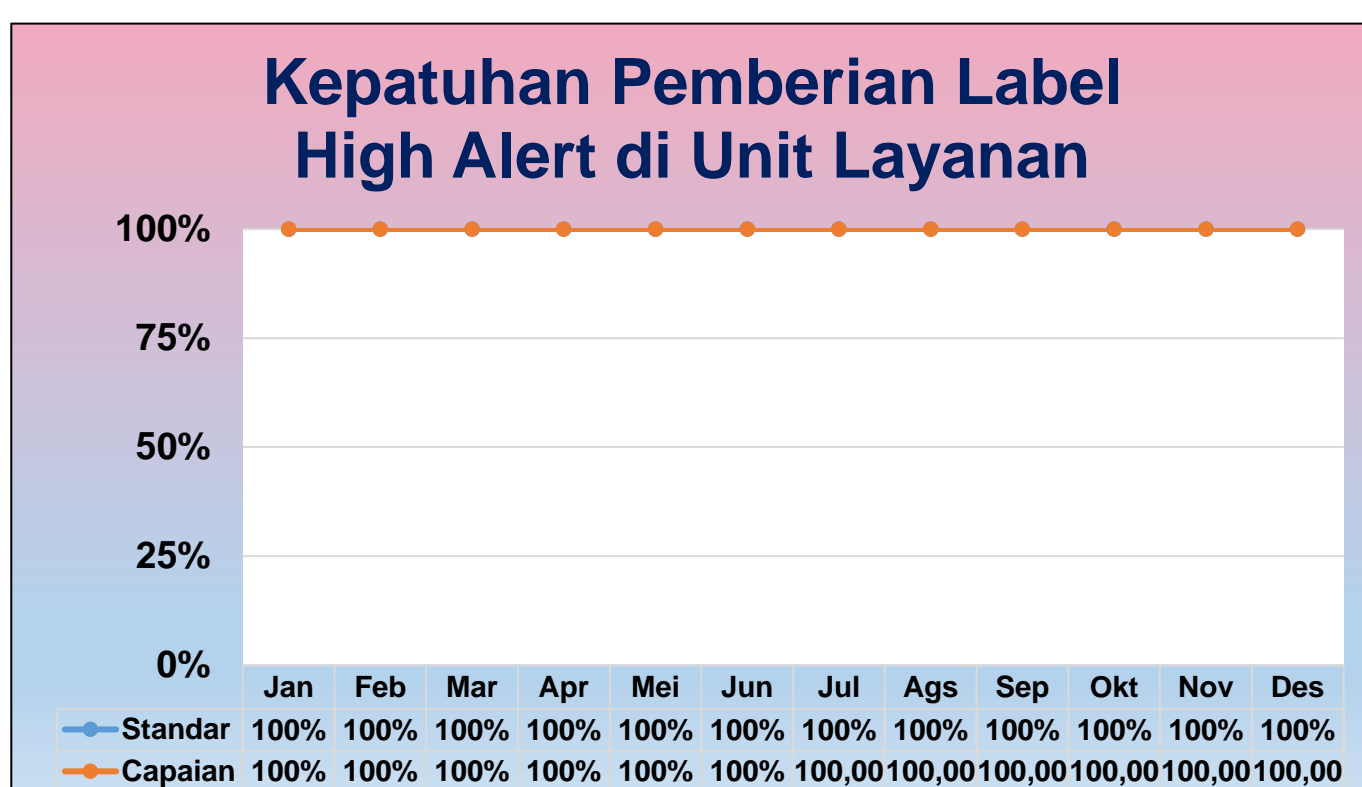 Kepatuhan Pemberian Label
High Alert di Unit Layanan
100%
75%
50%
25%
0%
Jan Feb Mar Apr Mei Jun Jul Ags Sep Okt Nov Des
Standar 100% 100% 100% 100% 100% 100% 100% 100% 100% 100% 100% 100%
Capaian 100% 100% 100% 100% 100% 100% 100,00 100,00 100,00 100,00 100,00 100,00